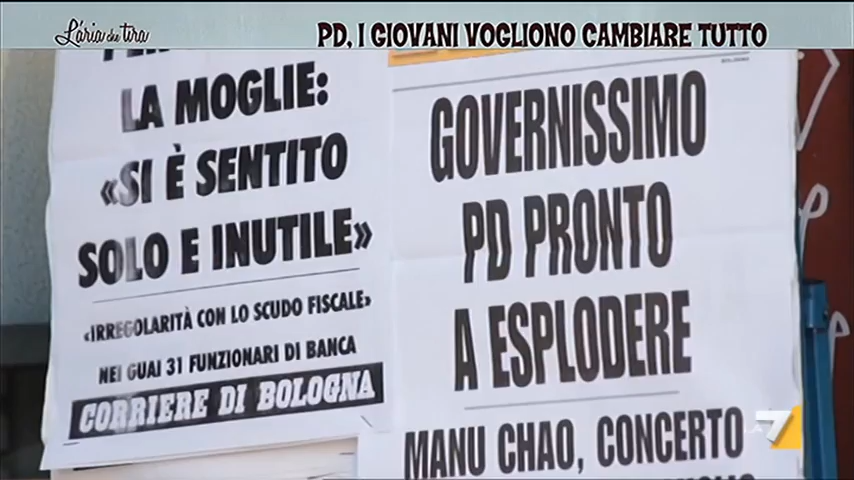 L'aria che tira
PD, I GIOVANI VOGLIONO CAMBIARE TUTTO
LA MOGLIE:
«SI È SENTITO
SOLO E INUTILE»
«IRREGOLARITÀ CON LO SCUDO FISCALE»
NEI GUAI 31 FUNZIONARI DI BANCA
CORRIERE DI BOLOGNA
BOLOGNA
GOVERNISSIMO
PD PRONTO
A ESPLODERE
MANU CHAO, CONCERTO
LA7